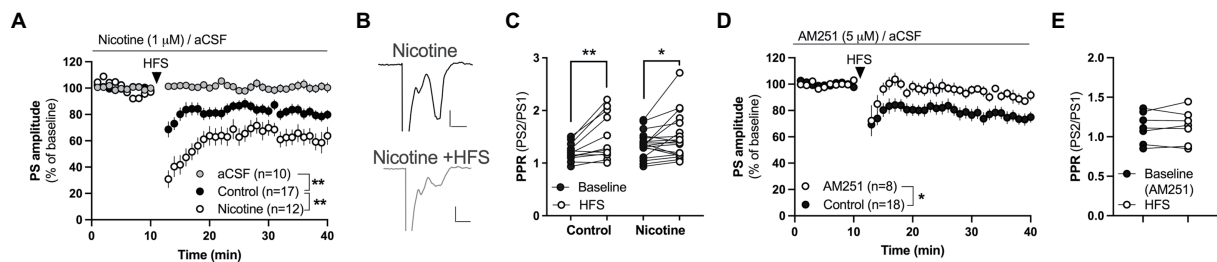 A
Nicotine (1 μM) / aCSF
HFS
PS amplitude
(% of baseline)
120
100
80
60
40
20
0
aCSF (n=10)
Control (n=17)
Nicotine (n=12)
**
**
0
10
20
30
40
Time (min)
B
Nicotine
Nicotine +HFS
C
PPR (PS2/PS1)
3
2
1
0
**
*
Baseline
HFS
Control
Nicotine
D
AM251 (5 μM) / aCSF
HFS
PS amplitude
(% of baseline)
120
100
80
60
40
20
0
AM251 (n=8)
Control (n=18)
*
0
10
20
30
40
Time (min)
E
PPR (PS2/PS1)
2.0
1.5
1.0
0.5
0.0
Baseline
(AM251)
HFS